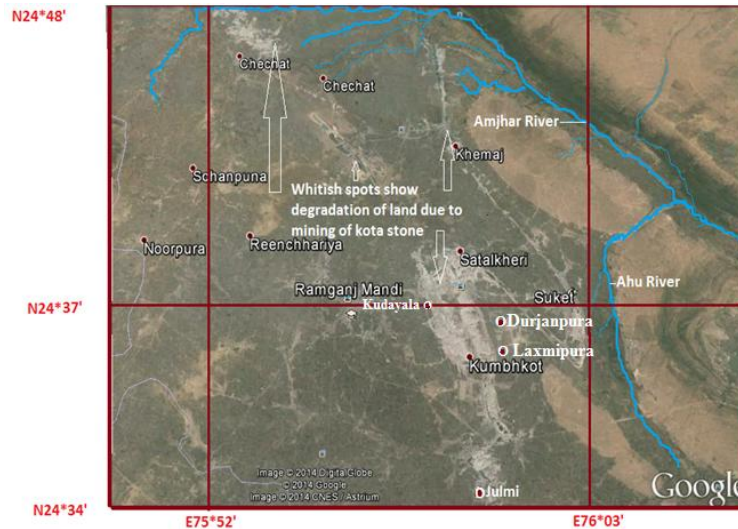 N24*48'
Chechat
Chechat
Amjhar River
Khemaj
Schanpuna
Whitish spots show
degradation of land due to
mining of kota stone
Noorpura
Reenchhariya
Satalkheri
Ahu River
Ramganj Mandi
Suket
N24*37'
Kudayala
Durjanpura
Laxmipura
Kumbhkot
Image © 2014 Digital Globe
© 2014 Google
Image © 2014 CNES / Astrium
Julmi
Google
N24*34'
E75*52'
E76*03'